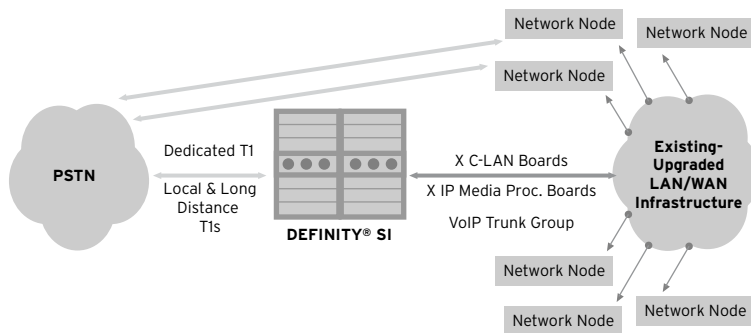 Network Node
Network Node
Network Node
PSTN
Dedicated T1
Local & Long
Distance
T1s
DEFINITY® SI
X C-LAN Boards
X IP Media Proc. Boards
VoIP Trunk Group
Existing-
Upgraded
LAN/WAN
Infrastructure
Network Node
Network Node
Network Node